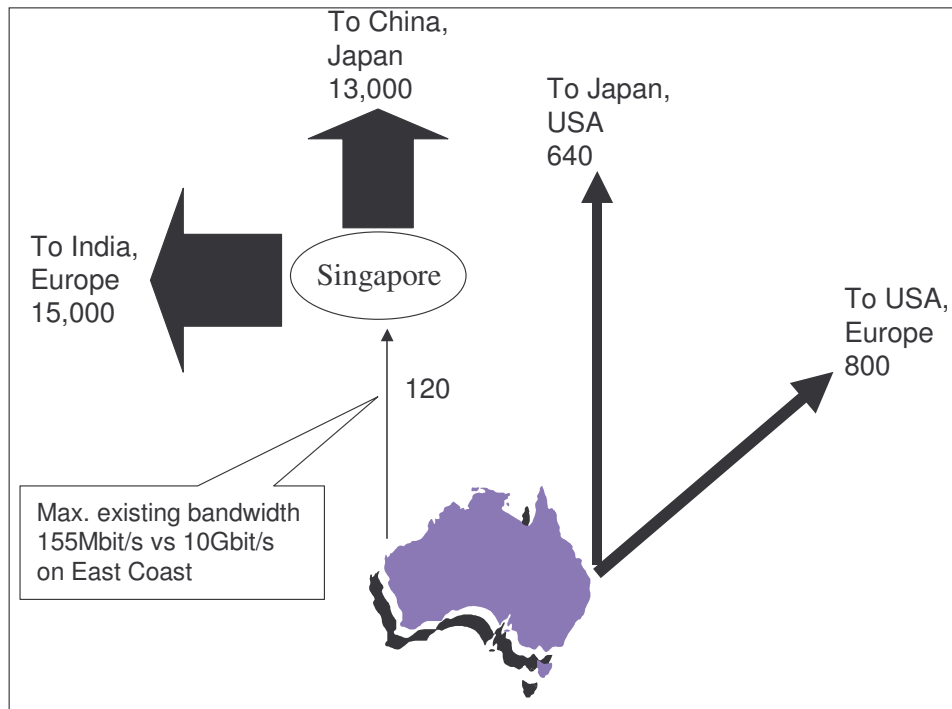 To China,
Japan
13,000
To Japan,
USA
640
To India,
Europe
15,000
Singapore
To USA,
Europe
800
120
Max. existing bandwidth
155Mbit/s vs 10Gbit/s
on East Coast